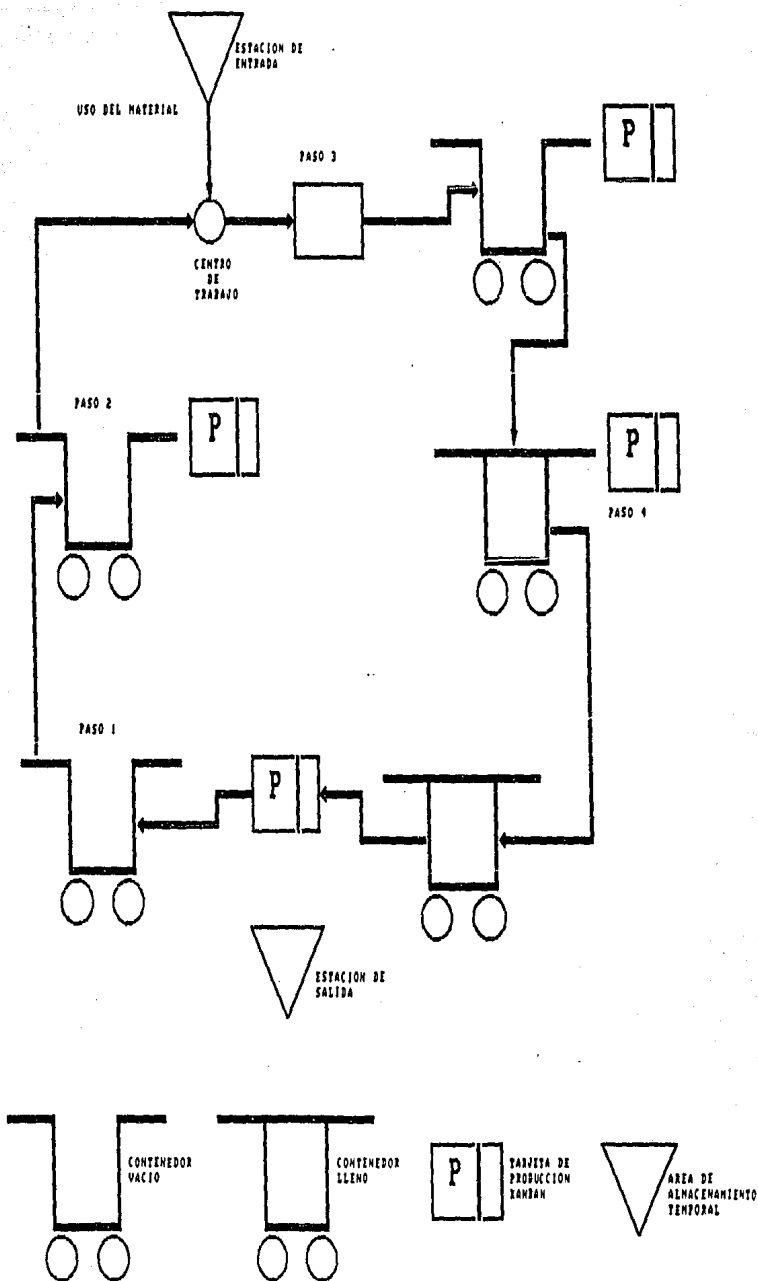 ESTACION DE
ENTRADA
USO DEL MATERIAL
P
PASO 3
CENTRO
DE
TRABAJO
PASO 2
P
P
PASO 4
PASO 1
P
ESTACION DE
SALIDA
CONTENEDOR
VACIO
CONTENEDOR
LLENO
P
TARJETA DE
PRODUCCION
KANBAN
AREA DE
ALMACENAMIENTO
TEMPORAL